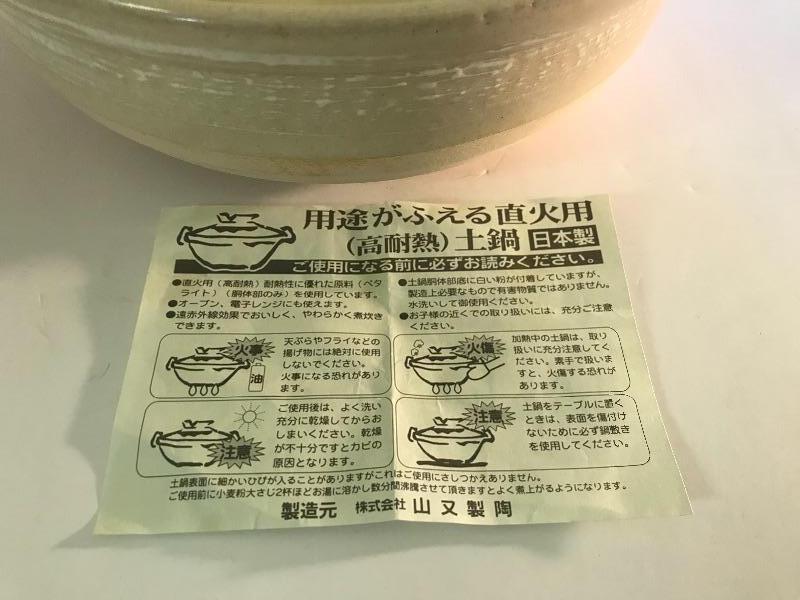 用途がふえる直火用
(高耐熱)土鍋 日本製
ご使用になる前に必ずお読みください。
●直火用(高耐熱)耐熱性に優れた原料(ペタ
ライト)(胴体部のみ)を使用しています。
●オーブン、電子レンジにも使えます。
●遠赤外線効果でおいしく、やわらかく煮炊き
できます。
●土鍋胴体部底に白い粉が付着していますが、
製造上必要なもので有害物質ではありません。
水洗いして御使用ください。
●お子様の近くでの取り扱いには、充分ご注意
ください。
火事
油
天ぷらやフライなどの
揚げ物には絶対に使用
しないでください。
火事になる恐れがあり
ます。
火傷
加熱中の土鍋は、取り
扱いに充分注意してく
ださい。素手で扱いま
すと、火傷する恐れが
あります。
注意
ご使用後は、よく洗い
充分に乾燥してからお
しまいください。乾燥
が不十分ですとカビの
原因となります。
注意
土鍋をテーブルに置く
ときは、表面を傷付け
ないために必ず鍋敷き
を使用してください。
土鍋表面に細かいひびが入ることがありますがこれはご使用にさしつかえありません。
ご使用前に小麦粉大さじ2杯ほどお湯に溶かし数分間沸騰させて頂きますとよく煮上がるようになります。
製造元 株式会社 山又製陶